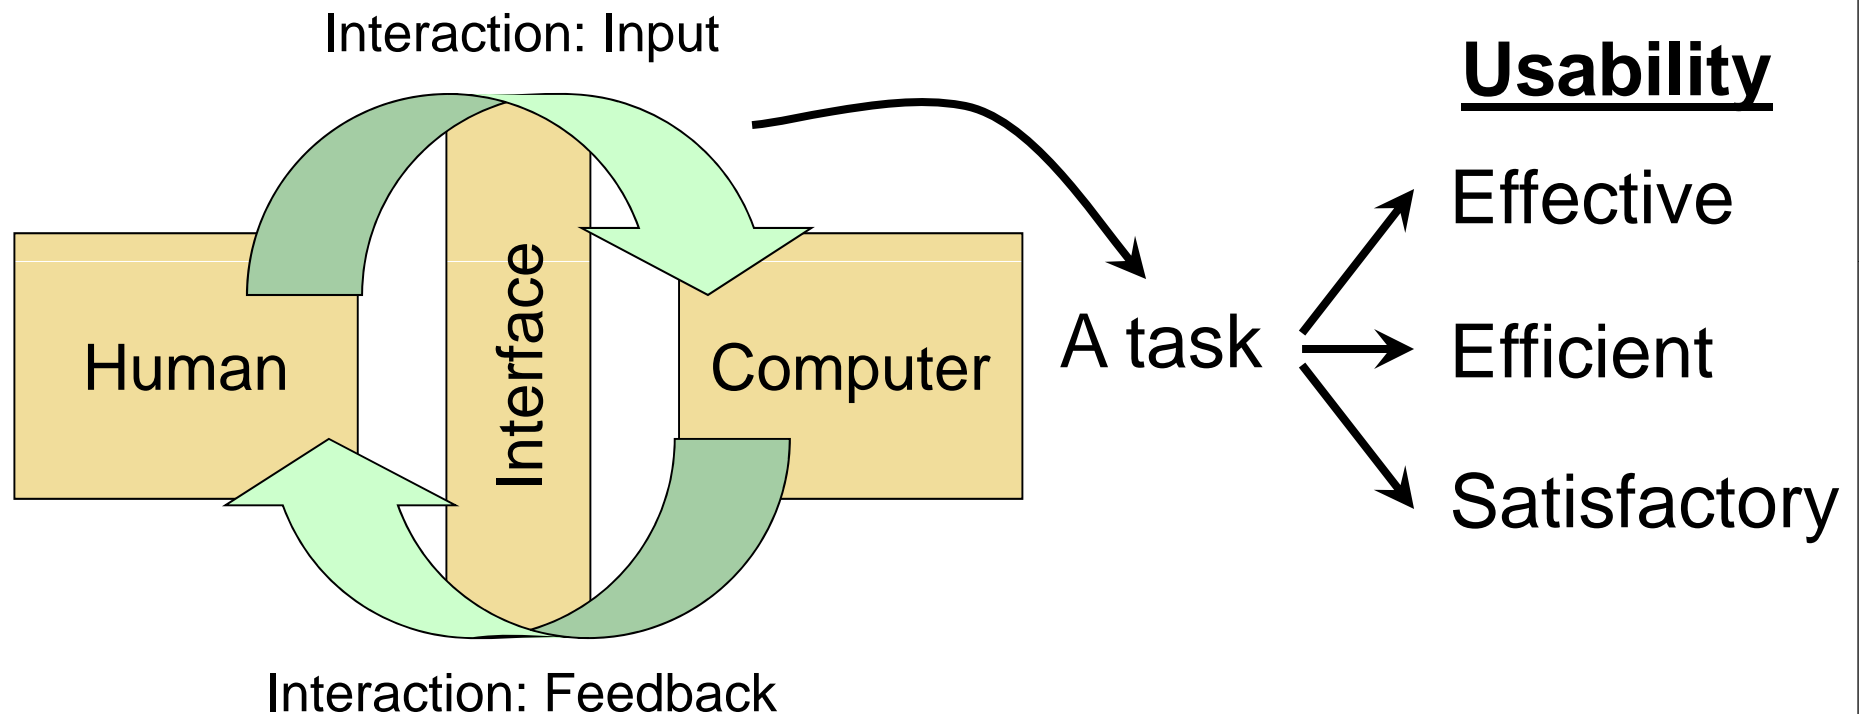 Interaction: Input
Human
Interface
Computer
Interaction: Feedback
A task
Usability
Effective
Efficient
Satisfactory